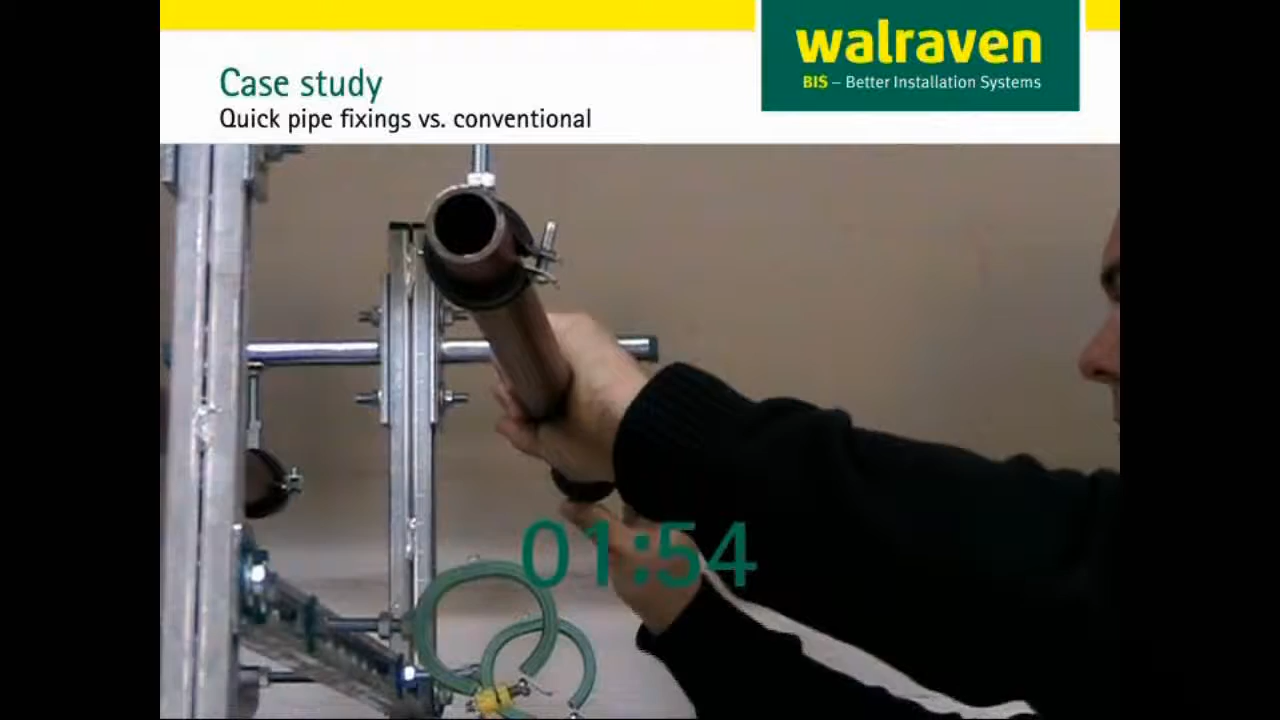 walraven
BIS – Better Installation Systems
Case study
Quick pipe fixings vs. conventional
01:54